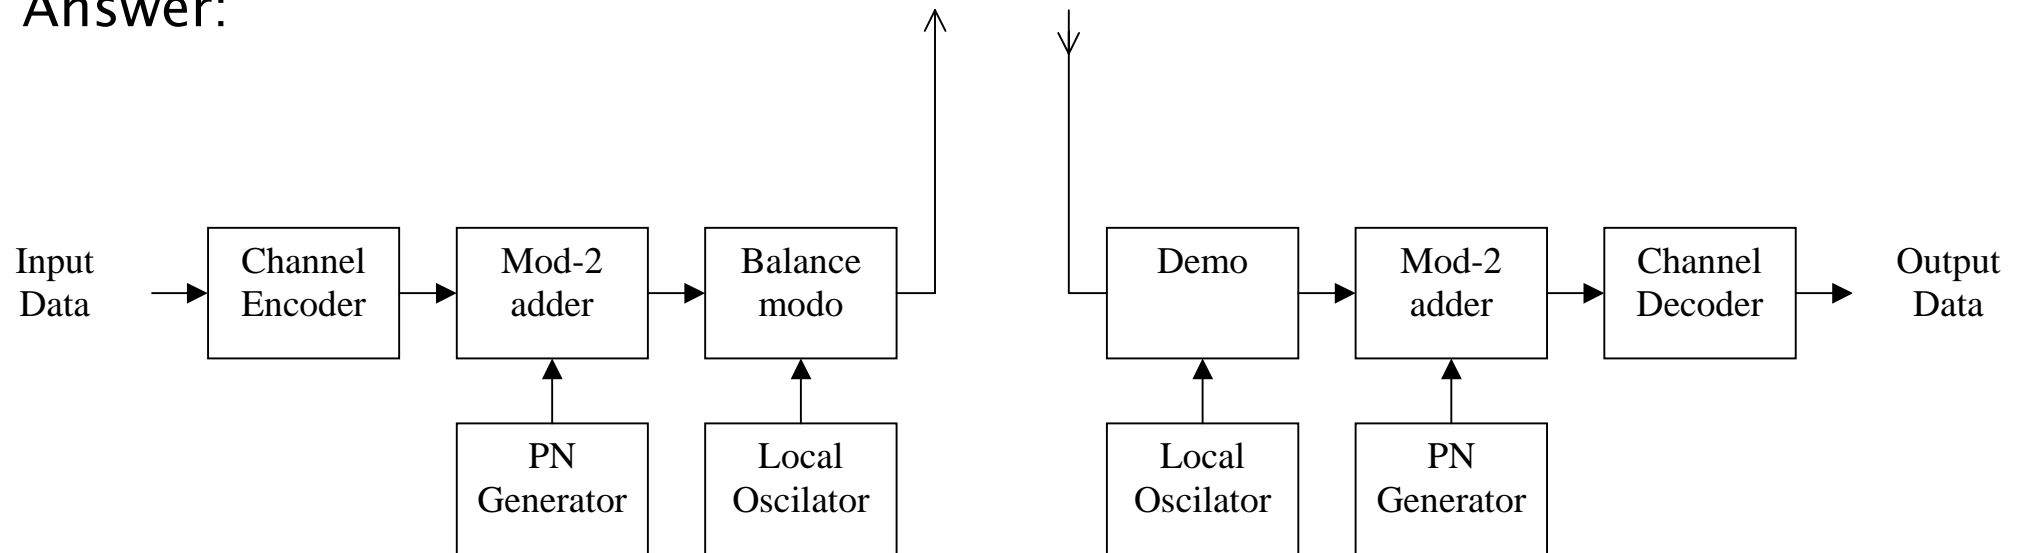 Answer:
Input
Data
Channel
Encoder
Mod-2
adder
Balance
modo
Demo
Mod-2
adder
Channel
Decoder
Output
Data
PN
Generator
Local
Oscilator
Local
Oscilator
PN
Generator